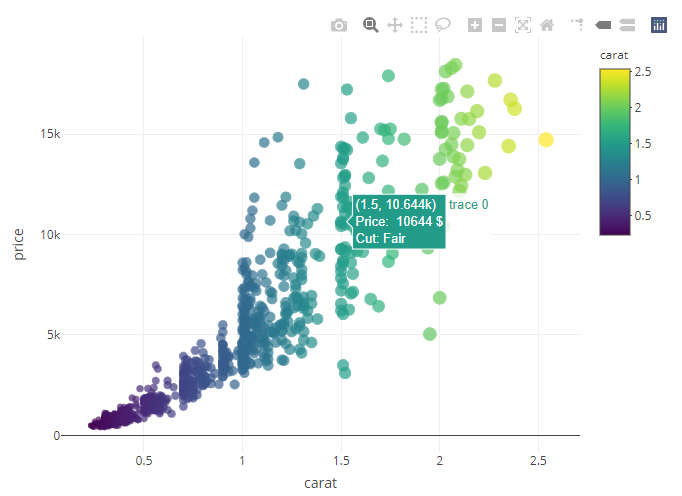 carat
2.5
2
1.5
1
0.5
15k
10k
5k
0
price
(1.5, 10.644k)
Price: 10644 $
Cut: Fair
trace 0
0.5 1 1.5 2 2.5
carat